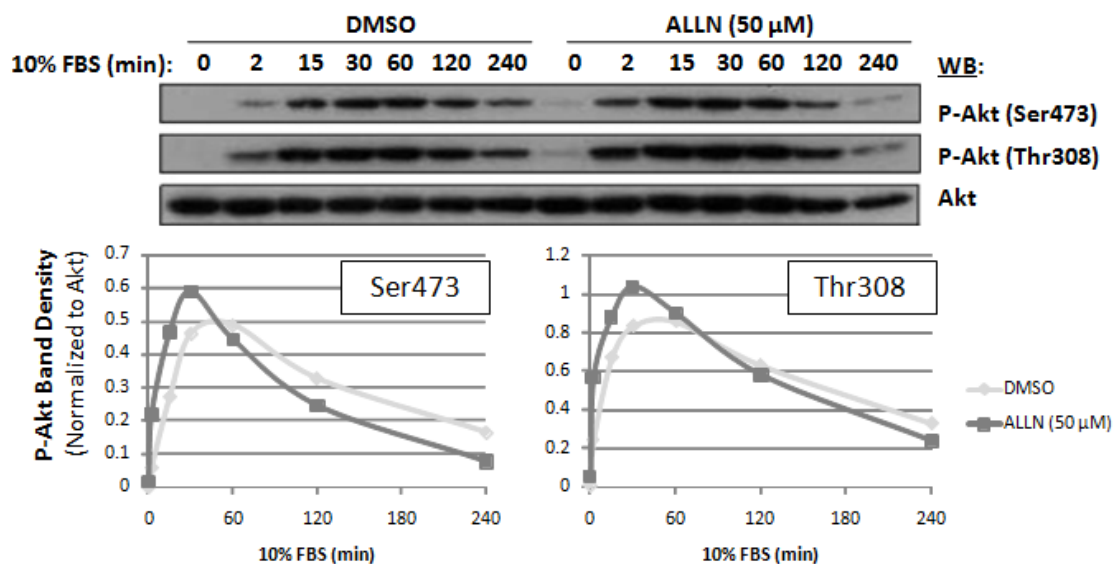 DMSO ALLN (50 µM)
10% FBS (min): 0 2 15 30 60 120 240 0 2 15 30 60 120 240 WB:
P-Akt (Ser473)
P-Akt (Thr308)
Akt
P-Akt Band Density
(Normalized to Akt)
0.7
0.6
0.5
0.4
0.3
0.2
0.1
0
Ser473
0 60 120 180 240
10% FBS (min)
1.2
1
0.8
0.6
0.4
0.2
0
Thr308
0 60 120 180 240
10% FBS (min)
DMSO
ALLN (50 µM)